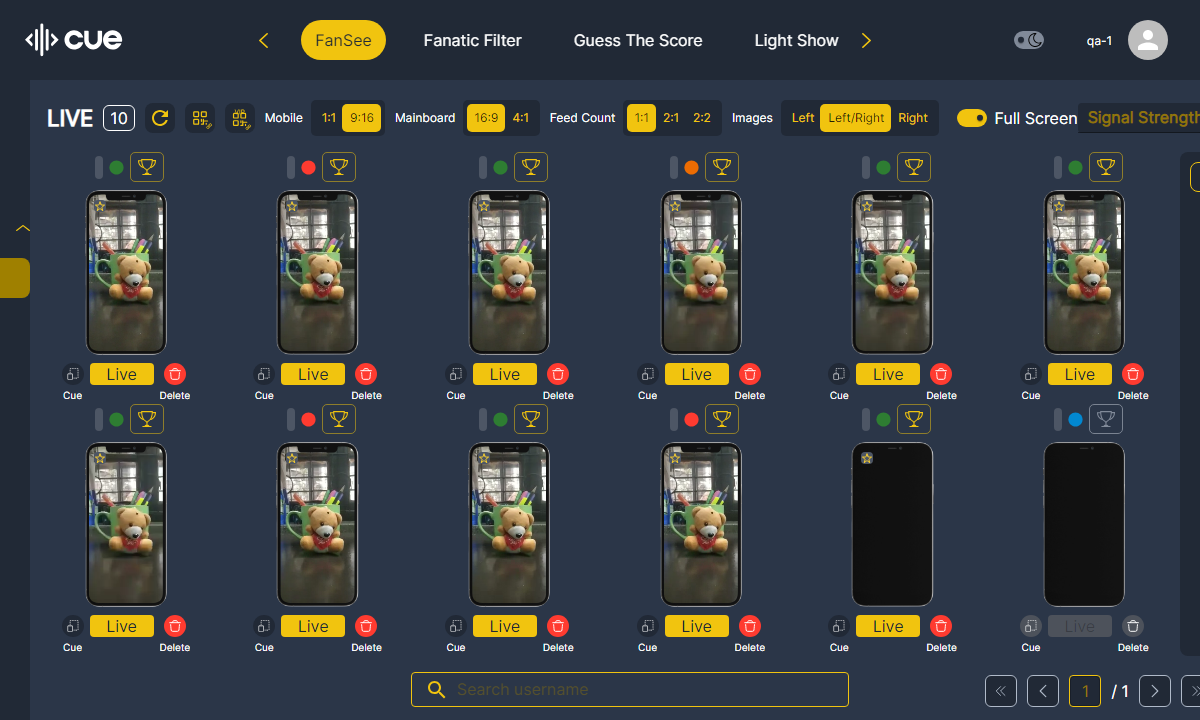 cue
FanSee Fanatic Filter Guess The Score Light Show qa-1
LIVE 10 Mobile 1:1 9:16 Mainboard 16:9 4:1 Feed Count 1:1 2:1 2:2 Images Left Left/Right Right Full Screen Signal Strength
Live Live Live Live Live Live
Cue Delete Cue Delete Cue Delete Cue Delete Cue Delete Cue Delete
Live Live Live Live Live Live
Cue Delete Cue Delete Cue Delete Cue Delete Cue Delete Cue Delete
Search username
1 / 1